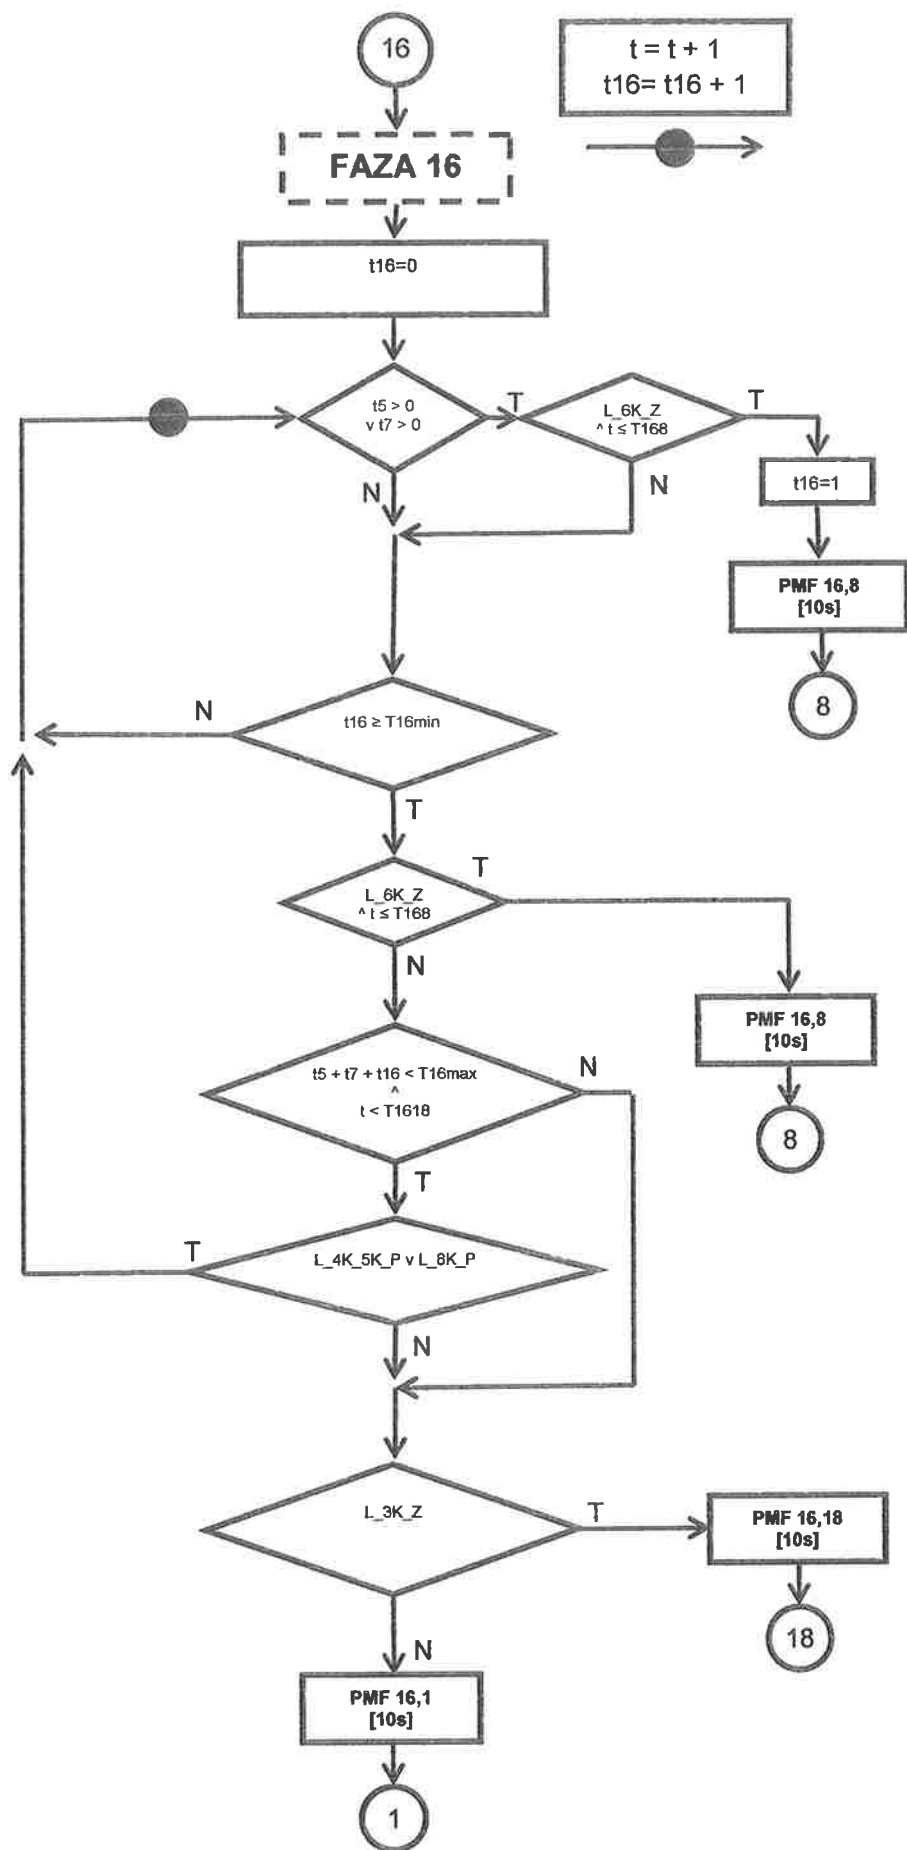 16
t = t + 1
t16= t16 + 1
FAZA 16
t16=0
t5 > 0
v t7 > 0
T
L_6K_Z
^ t ≤ T168
T
N
N
t16=1
PMF 16,8
[10s]
8
N
t16 ≥ T16min
T
L_6K_Z
^ t ≤ T168
T
N
PMF 16,8
[10s]
8
t5 + t7 + t16 < T16max
^
t < T1618
N
T
T
L_4K_5K_P v L_8K_P
N
L_3K_Z
T
PMF 16,18
[10s]
18
N
PMF 16,1
[10s]
1